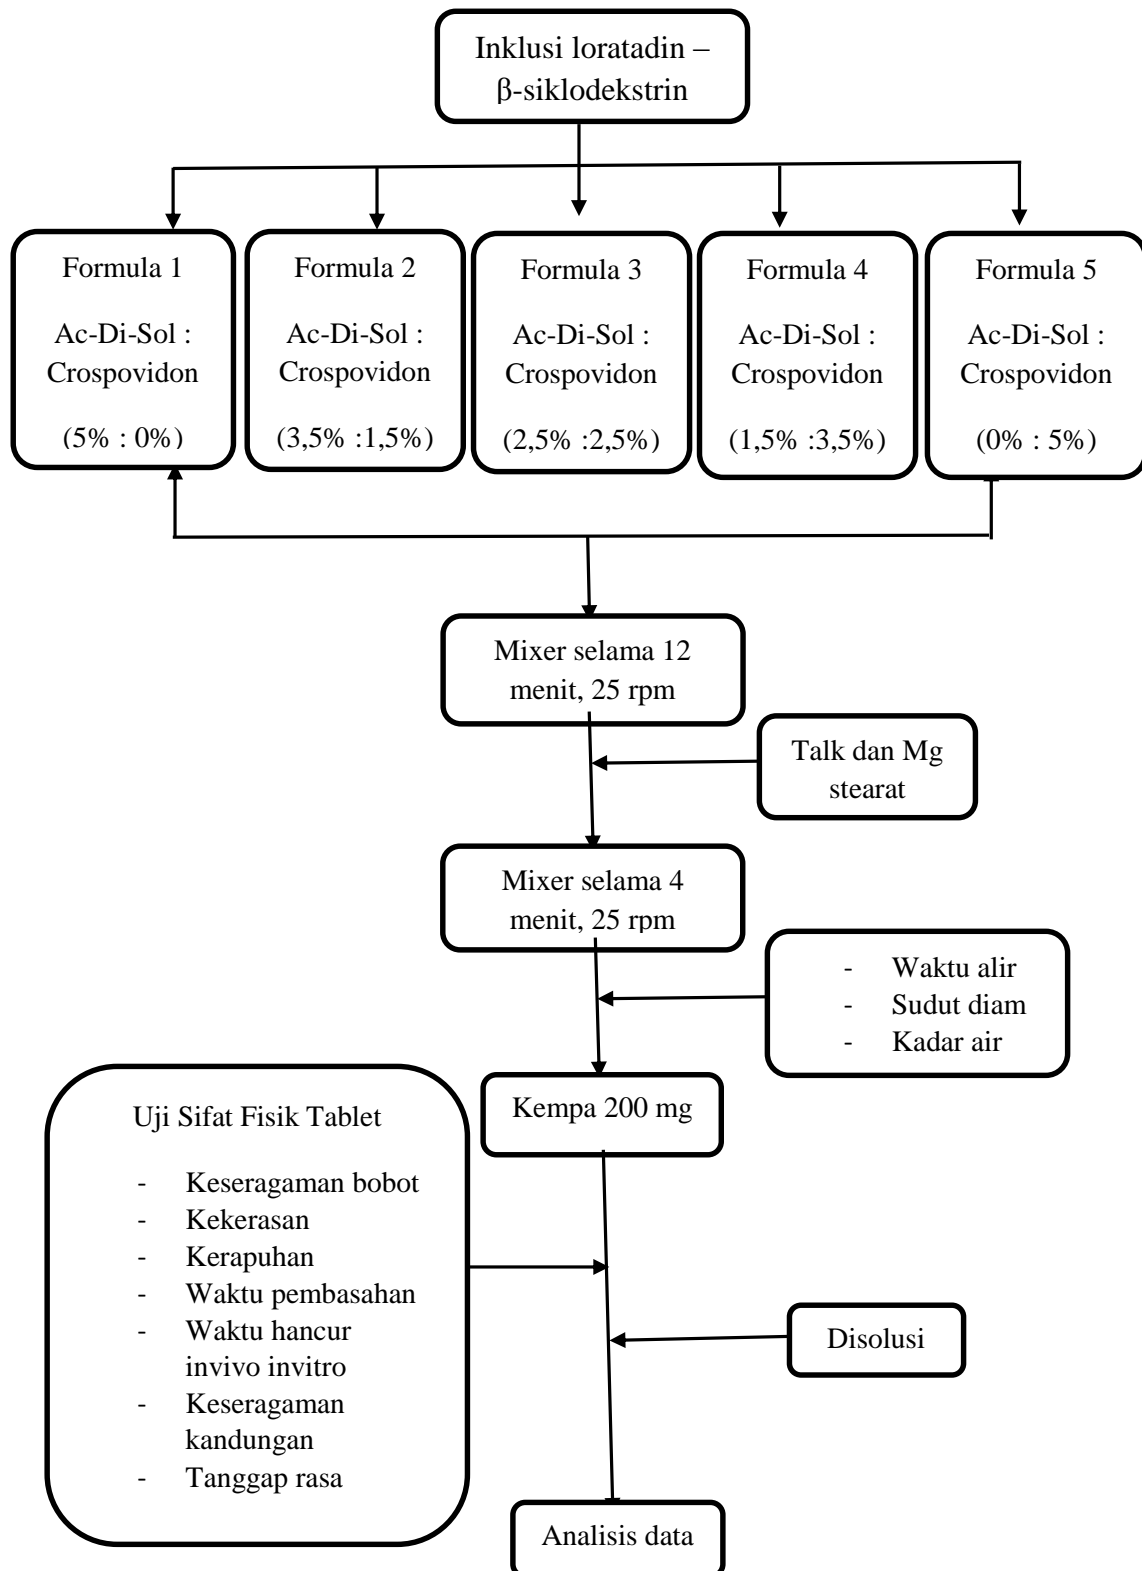 Inklusi loratadin –
β-siklodekstrin
Formula 1
Ac-Di-Sol :
Crospovidon
(5% : 0%)
Formula 2
Ac-Di-Sol :
Crospovidon
(3,5% :1,5%)
Formula 3
Ac-Di-Sol :
Crospovidon
(2,5% :2,5%)
Formula 4
Ac-Di-Sol :
Crospovidon
(1,5% :3,5%)
Formula 5
Ac-Di-Sol :
Crospovidon
(0% : 5%)
Mixer selama 12
menit, 25 rpm
Talk dan Mg
stearat
Mixer selama 4
menit, 25 rpm
- Waktu alir
- Sudut diam
- Kadar air
Kempa 200 mg
Uji Sifat Fisik Tablet
- Keseragaman bobot
- Kekerasan
- Kerapuhan
- Waktu pembasahan
- Waktu hancur
invivo invitro
- Keseragaman
kandungan
- Tanggap rasa
Disolusi
Analisis data